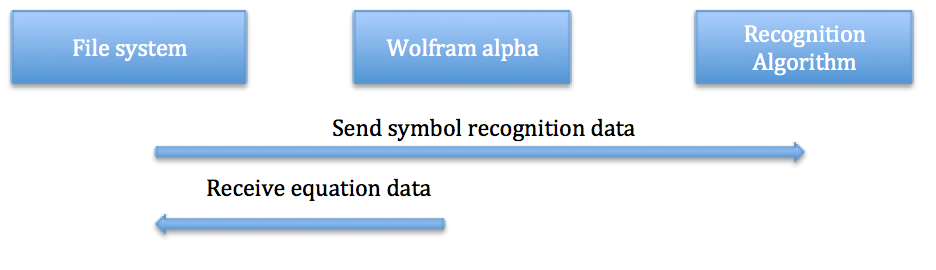 File system
Wolfram alpha
Recognition
Algorithm
Send symbol recognition data
Receive equation data